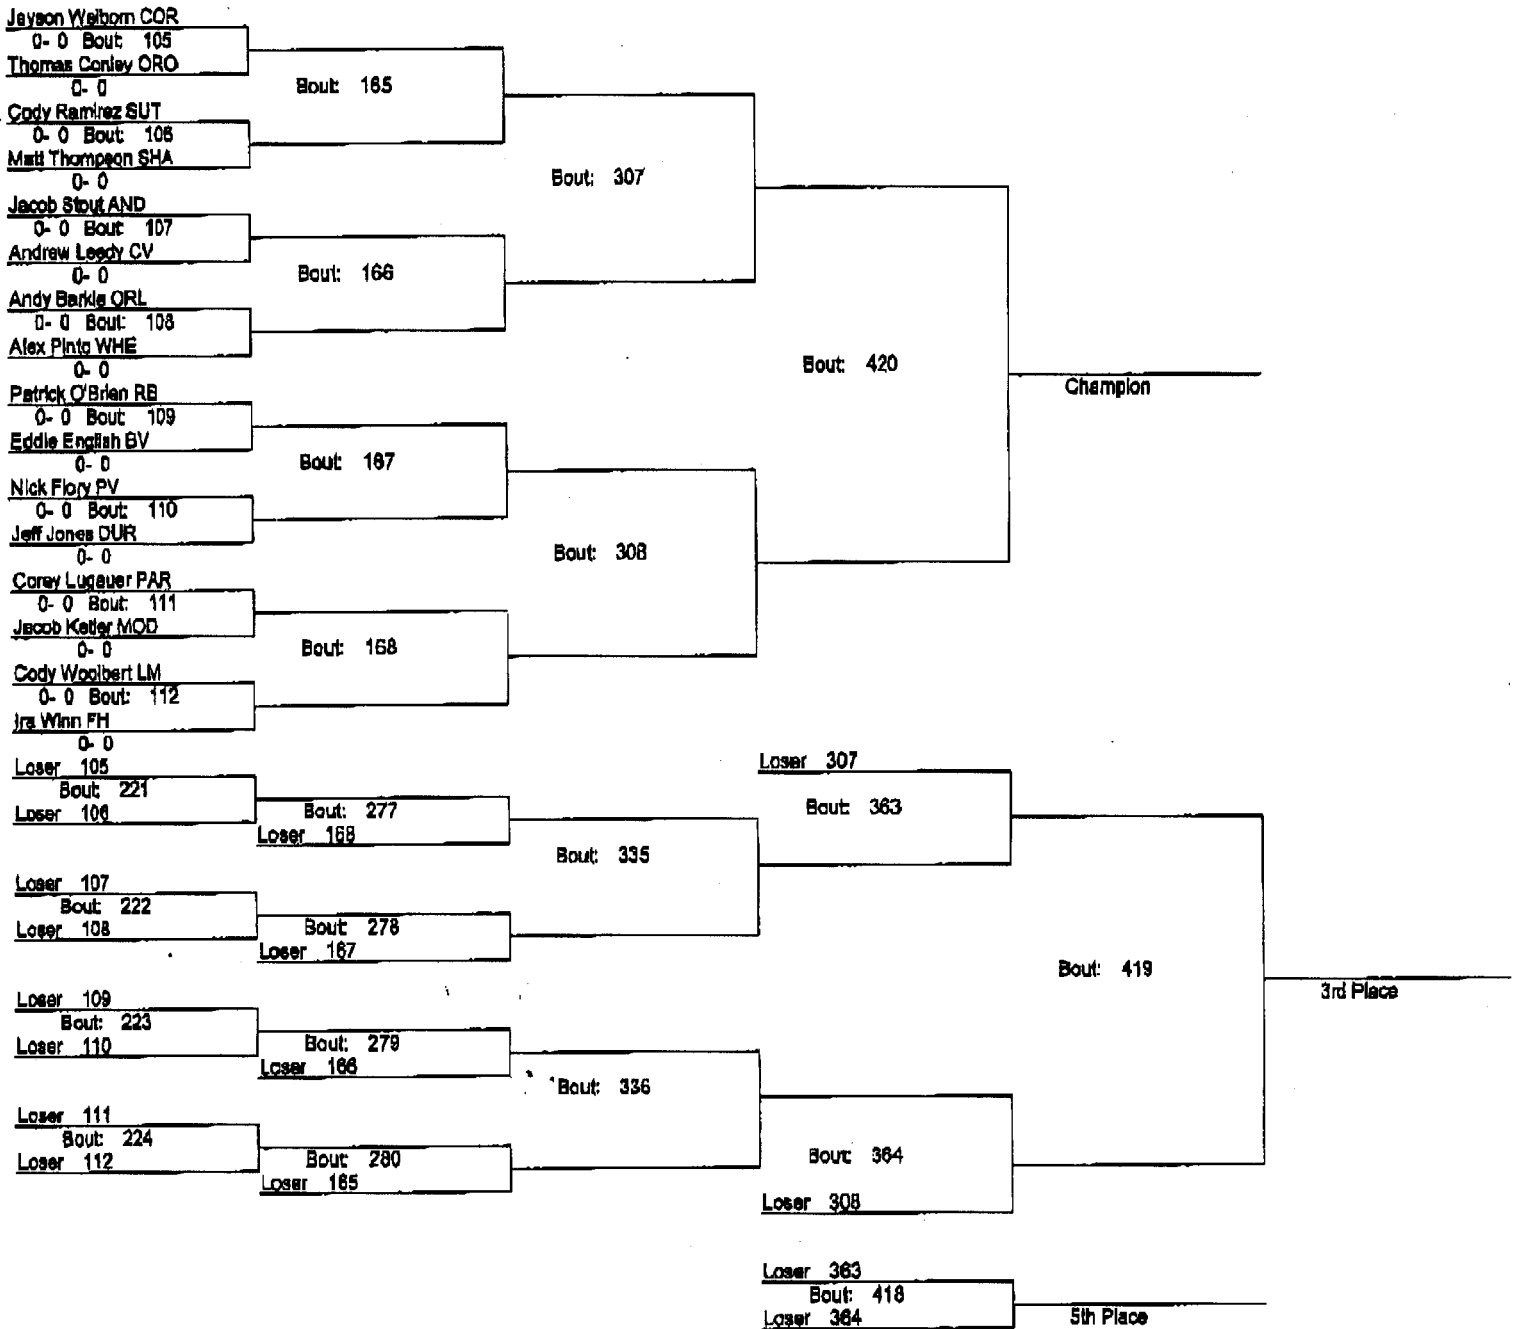 Jayson Welborn COR
0- 0 Bout: 105
Thomas Conley ORO
0- 0
Bout: 165
Cody Ramirez SUT
0- 0 Bout: 106
Matt Thompson SHA
0- 0
Bout: 307
Jacob Stout AND
0- 0 Bout: 107
Andrew Leedy CV
0- 0
Bout: 166
Andy Barkle ORL
0- 0 Bout: 108
Alex Pinto WHE
0- 0
Bout: 420
Champion
Patrick O'Brien RB
0- 0 Bout: 109
Eddie English BV
0- 0
Bout: 167
Nick Flory PV
0- 0 Bout: 110
Jeff Jones DUR
0- 0
Bout: 308
Corey Lugauer PAR
0- 0 Bout: 111
Jacob Ketler MOD
0- 0
Bout: 168
Cody Woolbert LM
0- 0 Bout: 112
Ira Winn FH
0- 0
Loser 105
Bout: 221
Loser 106
Bout: 277
Loser 168
Bout: 335
Loser 307
Bout: 363
Loser 107
Bout: 222
Loser 108
Bout: 278
Loser 167
Bout: 419
3rd Place
Loser 109
Bout: 223
Loser 110
Bout: 279
Loser 166
Bout: 336
Loser 111
Bout: 224
Loser 112
Bout: 280
Loser 165
Bout: 364
Loser 308
Loser 363
Bout: 418
Loser 364
5th Place